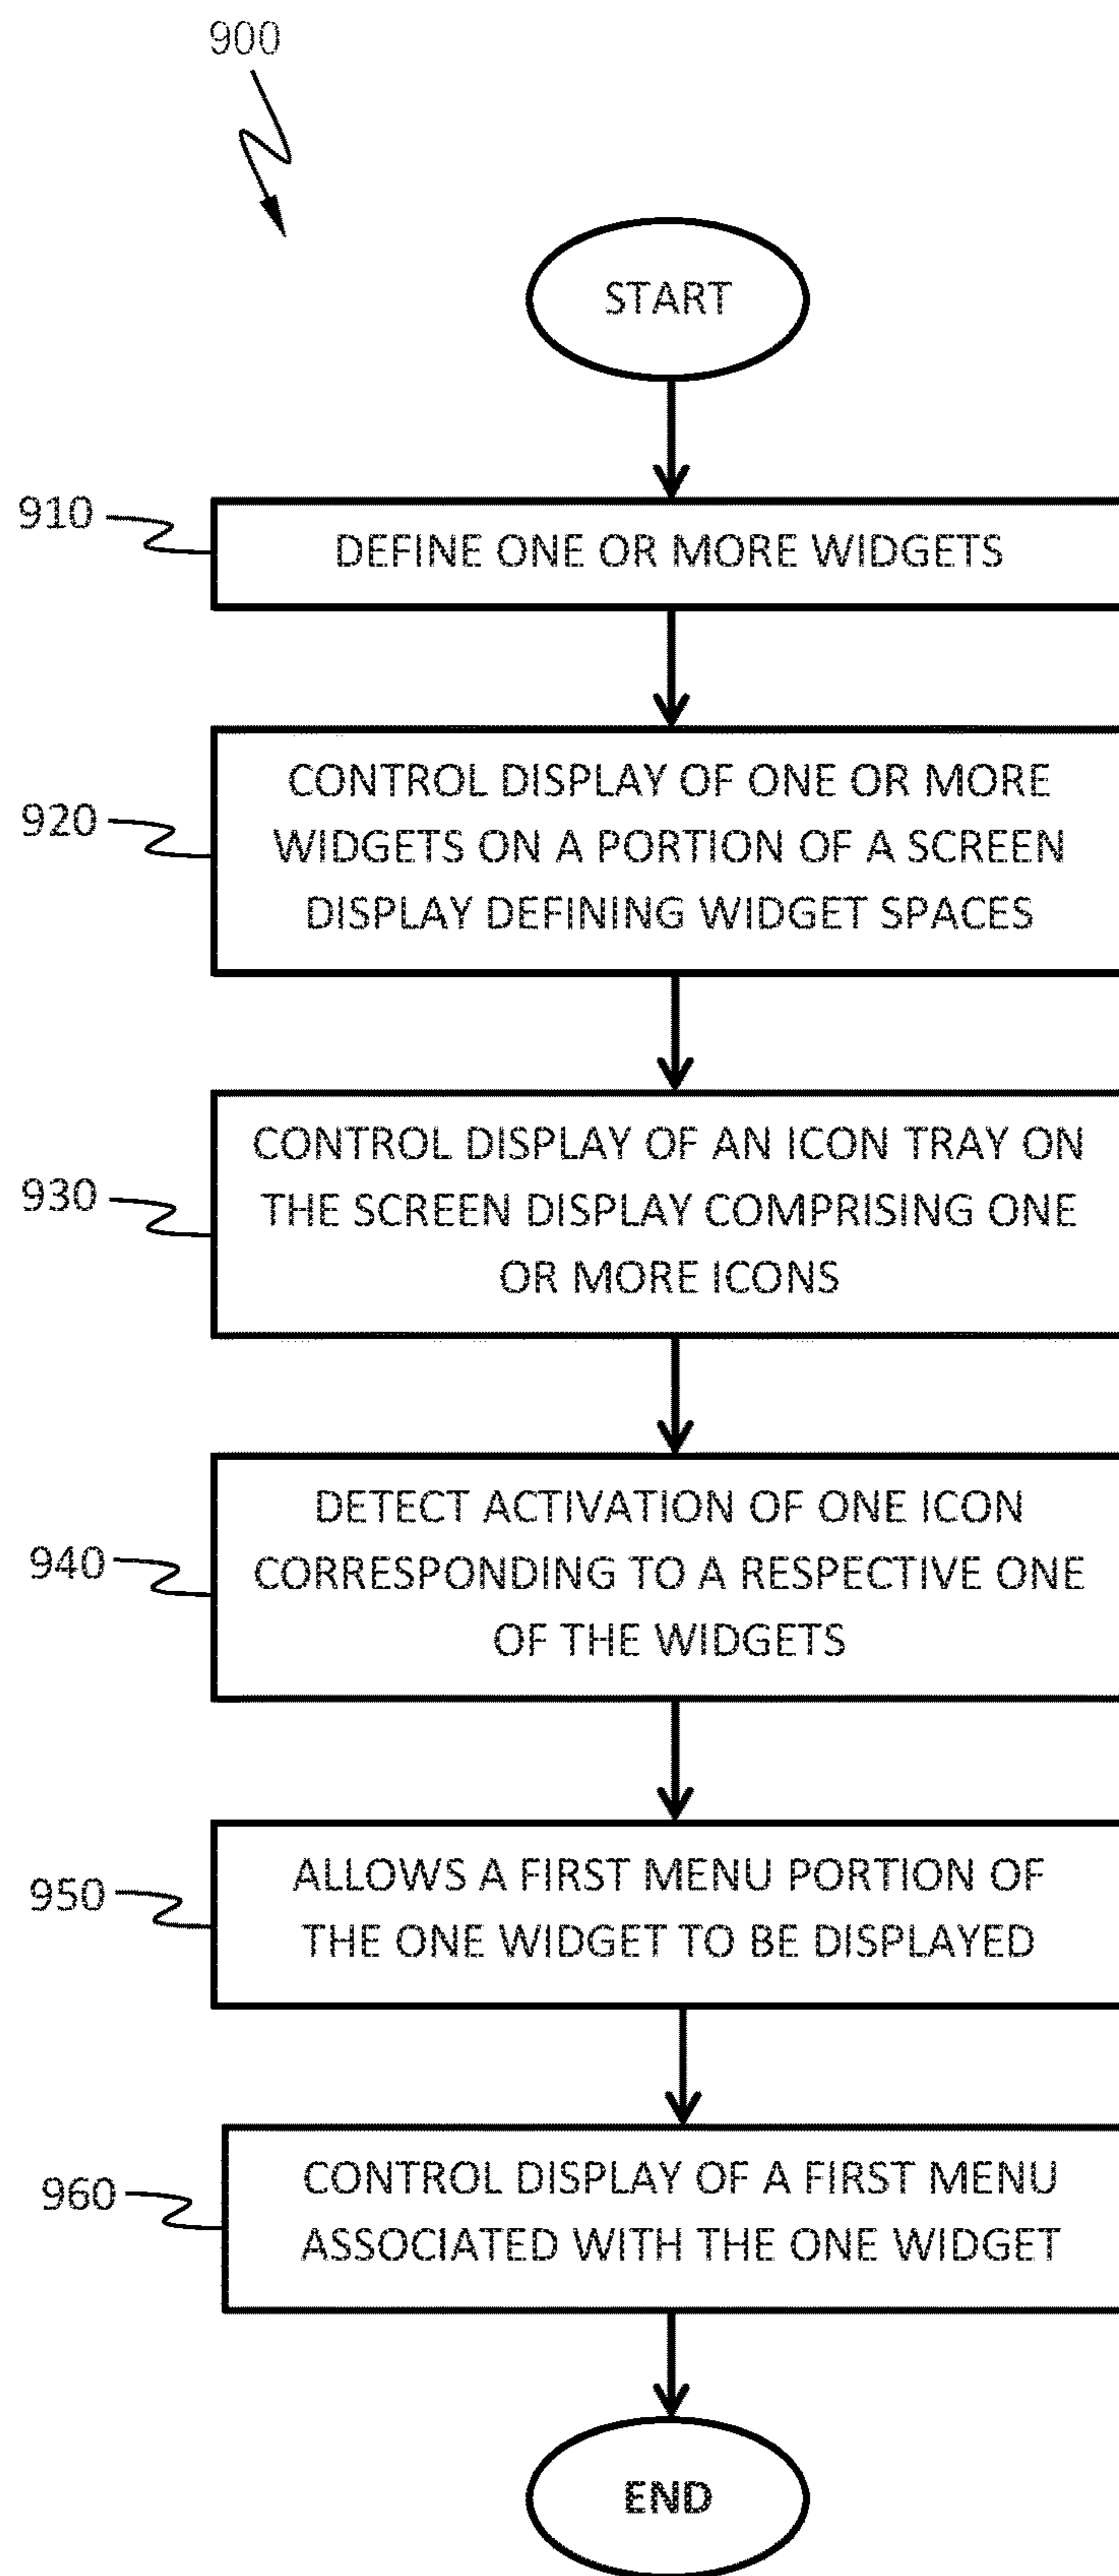 900
START
910
DEFINE ONE OR MORE WIDGETS
920
CONTROL DISPLAY OF ONE OR MORE
WIDGETS ON A PORTION OF A SCREEN
DISPLAY DEFINING WIDGET SPACES
930
CONTROL DISPLAY OF AN ICON TRAY ON
THE SCREEN DISPLAY COMPRISING ONE
OR MORE ICONS
940
DETECT ACTIVATION OF ONE ICON
CORRESPONDING TO A RESPECTIVE ONE
OF THE WIDGETS
950
ALLOWS A FIRST MENU PORTION OF
THE ONE WIDGET TO BE DISPLAYED
960
CONTROL DISPLAY OF A FIRST MENU
ASSOCIATED WITH THE ONE WIDGET
END